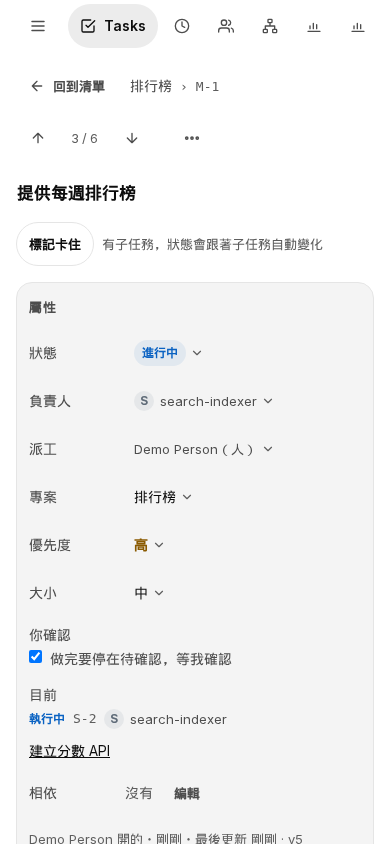 Tasks
回到清單 排行榜 › M-1
3 / 6
提供每週排行榜
標記卡住 有子任務，狀態會跟著子任務自動變化
屬性
狀態 進行中
負責人 S search-indexer
派工 Demo Person（人）
專案 排行榜
優先度 高
大小 中
你確認
做完要停在待確認，等我確認
目前
執行中 S-2 S search-indexer
建立分數 API
相依 沒有 編輯
Demo Person 開的・剛剛・最後更新 剛剛 · v5